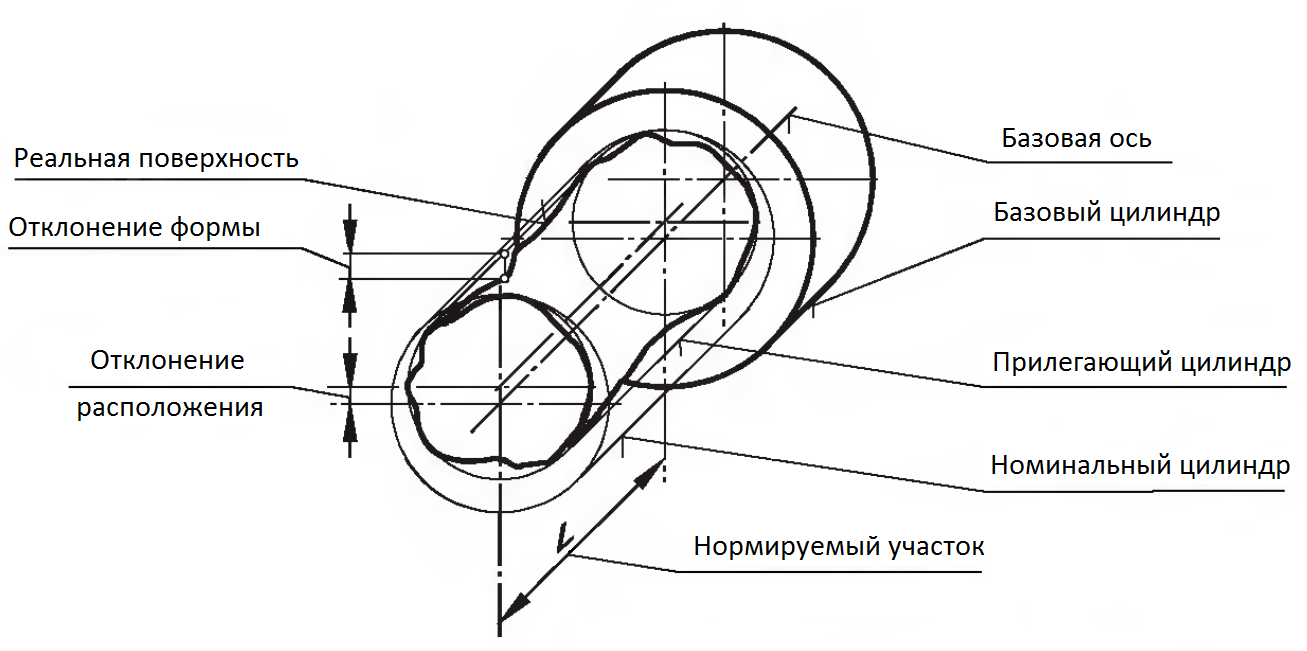 Базовая ось
Реальная поверхность
Базовый цилиндр
Отклонение формы
Отклонение
расположения
Прилегающий цилиндр
Номинальный цилиндр
L
Нормируемый участок